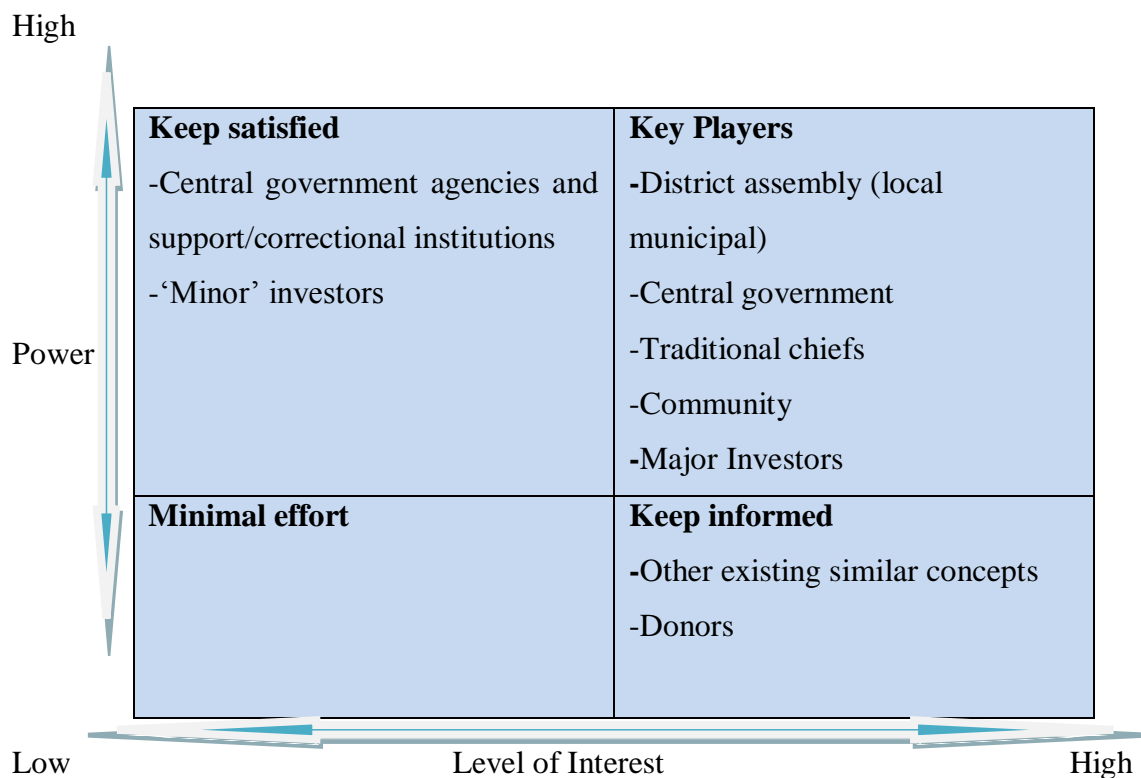 High
Keep satisfied
-Central government agencies and
support/correctional institutions
-‘Minor’ investors
Key Players
-District assembly (local
municipal)
-Central government
-Traditional chiefs
-Community
-Major Investors
Power
Minimal effort
Keep informed
-Other existing similar concepts
-Donors
Low
Level of Interest
High